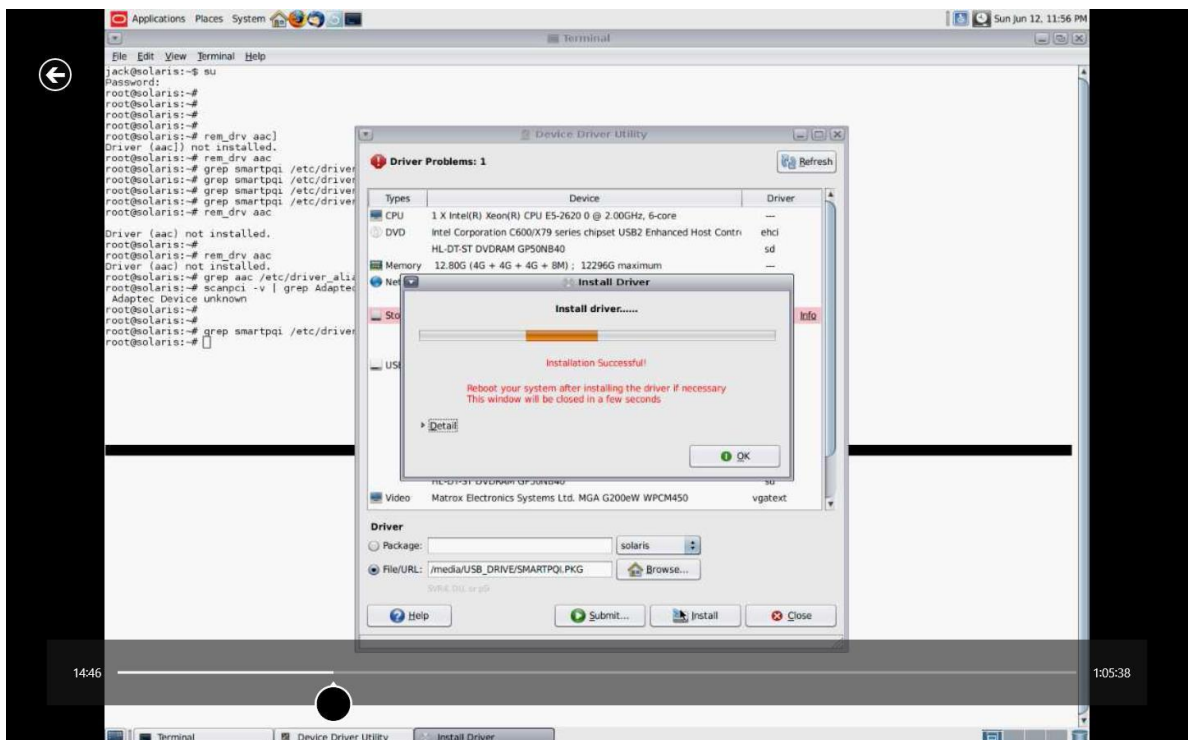 Applications Places System
Sun Jun 12, 11:56 PM
Terminal
File Edit View Terminal Help
jack@solaris:~$ su
Password:
root@solaris:~#
root@solaris:~#
root@solaris:~#
root@solaris:~#
root@solaris:~# rem_drv aac]
Driver (aac]) not installed.
root@solaris:~# rem_drv aac
root@solaris:~# grep smartpqi /etc/driver
root@solaris:~# grep smartpqi /etc/driver
root@solaris:~# grep smartpqi /etc/driver
root@solaris:~# grep smartpqi /etc/driver
root@solaris:~# rem_drv aac
Driver (aac) not installed.
root@solaris:~#
root@solaris:~# rem_drv aac
Driver (aac) not installed.
root@solaris:~# grep aac /etc/driver_alia
root@solaris:~# scanpci -v | grep Adaptec
Adaptec Device unknown
root@solaris:~#
root@solaris:~#
root@solaris:~# grep smartpqi /etc/driver
root@solaris:~#
Device Driver Utility
Driver Problems: 1
Refresh
Types Device Driver
CPU 1 X Intel(R) Xeon(R) CPU E5-2620 0 @ 2.00GHz, 6-core ---
DVD Intel Corporation C600/X79 series chipset USB2 Enhanced Host Contr ehci
HL-DT-ST DVDRAM GP50NB40 sd
Memory 12.80G (4G + 4G + 4G + 8M) ; 12296G maximum ---
Net
Sto Info
USB
Install Driver
Install driver......
Installation Successful!
Reboot your system after installing the driver if necessary
This window will be closed in a few seconds
Detail
OK
HL-DT-ST DVDRAM GP50NB40 sd
Video Matrox Electronics Systems Ltd. MGA G200eW WPCM450 vgatext
Driver
Package: solaris
File/URL: /media/USB_DRIVE/SMARTPQI.PKG Browse...
Help Submit... Install Close
14:46 1:05:38
Terminal Device Driver Utility Install Driver